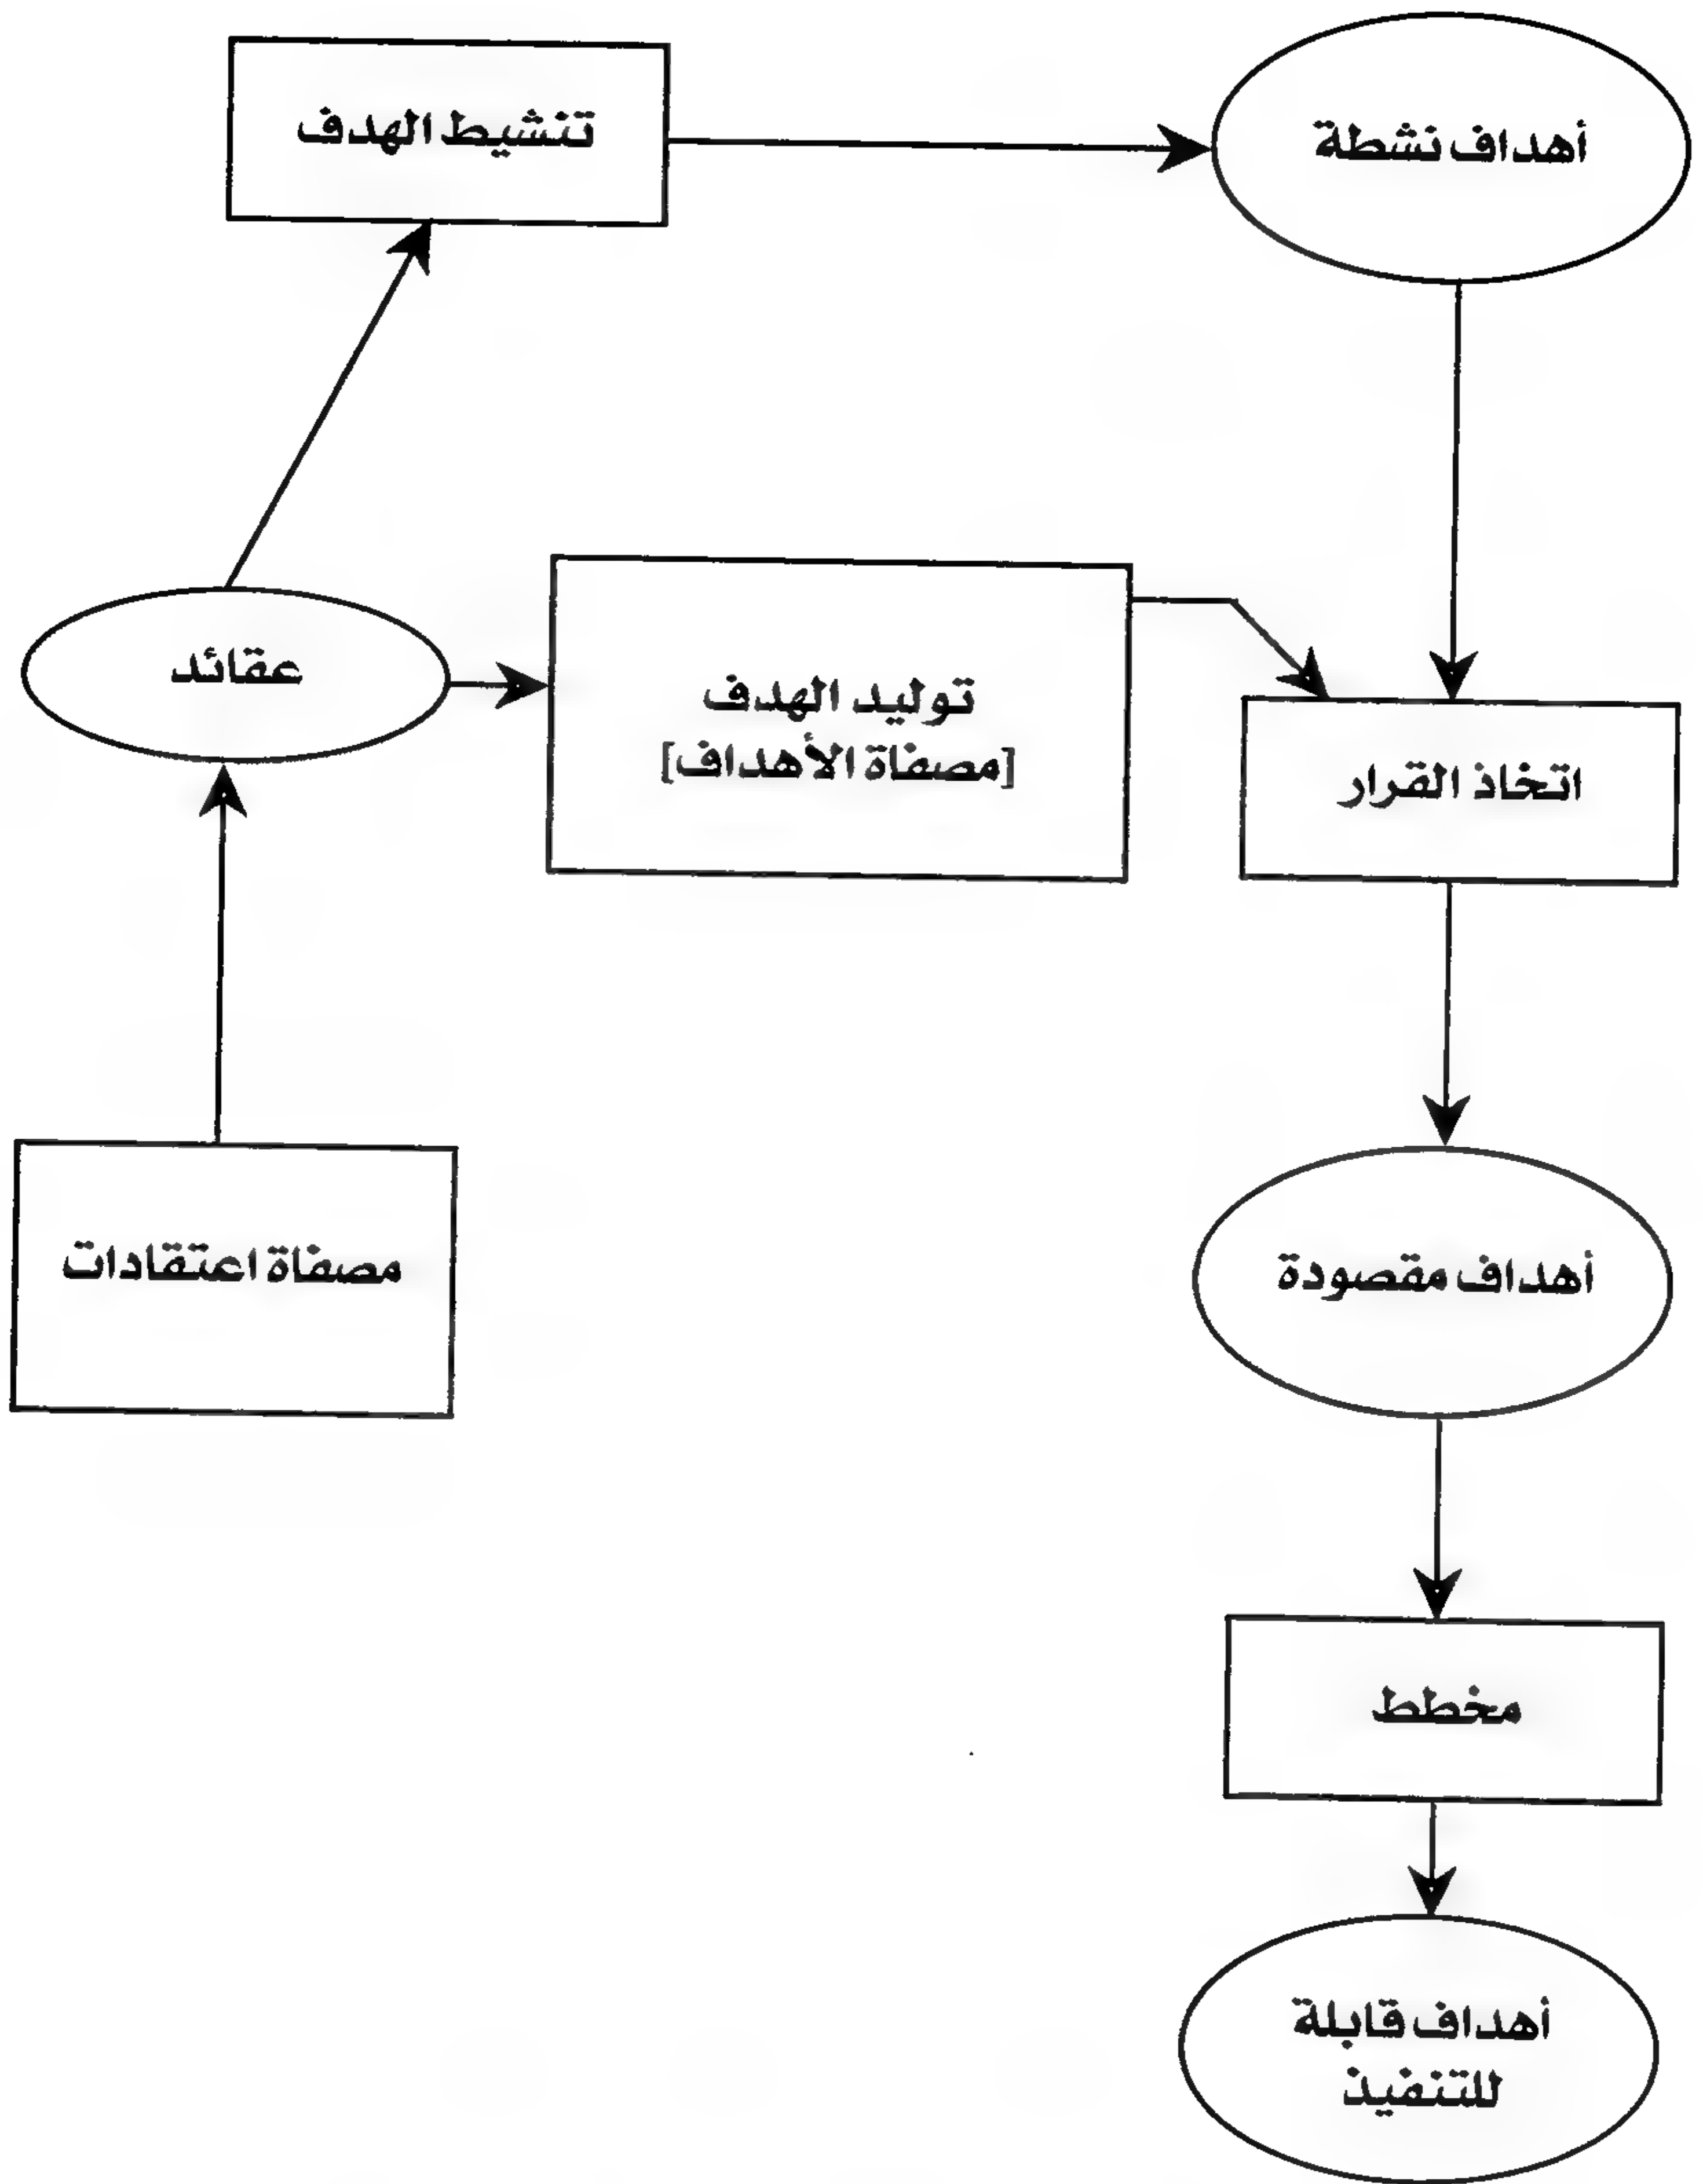 تنشيط الهدف
أهداف نشطة
عقائد
توليد الهدف
[مصفاة الأهداف]
اتخاذ القرار
مصفاة اعتقادات
أهداف مقصودة
مخطط
أهداف قابلة
للتنفيذ